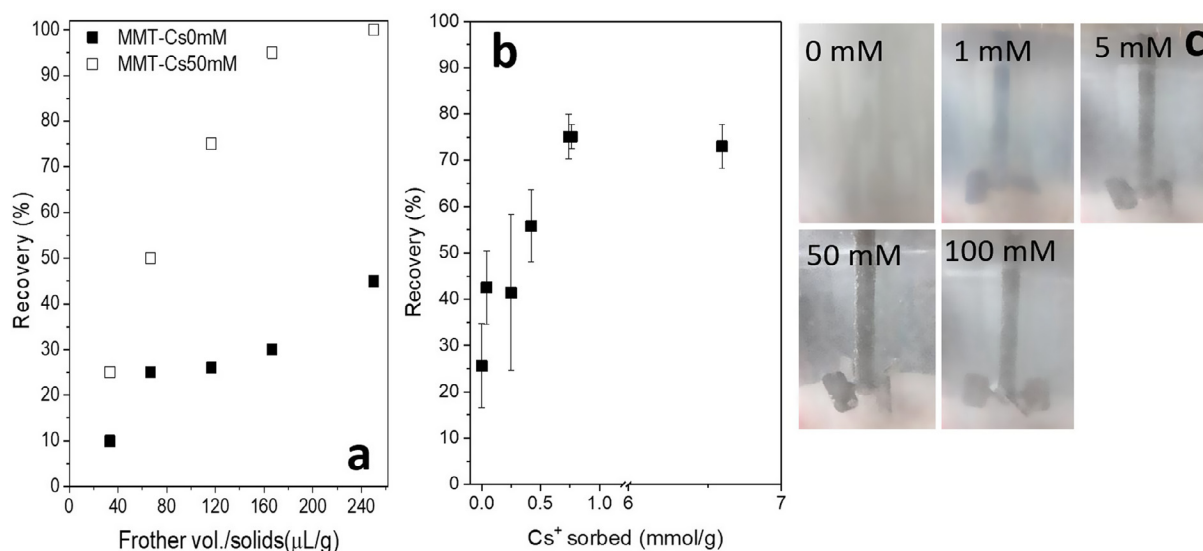 100
90
80
70
60
50
40
30
20
10
0
Recovery (%)
MMT-Cs0mM
MMT-Cs50mM
a
0 40 80 120 160 200 240
Frother vol./solids(μL/g)
100
90
80
70
60
50
40
30
20
10
0
Recovery (%)
b
0.0 0.5 1.0 6 7
Cs⁺ sorbed (mmol/g)
0 mM 1 mM 5 mM c
50 mM 100 mM